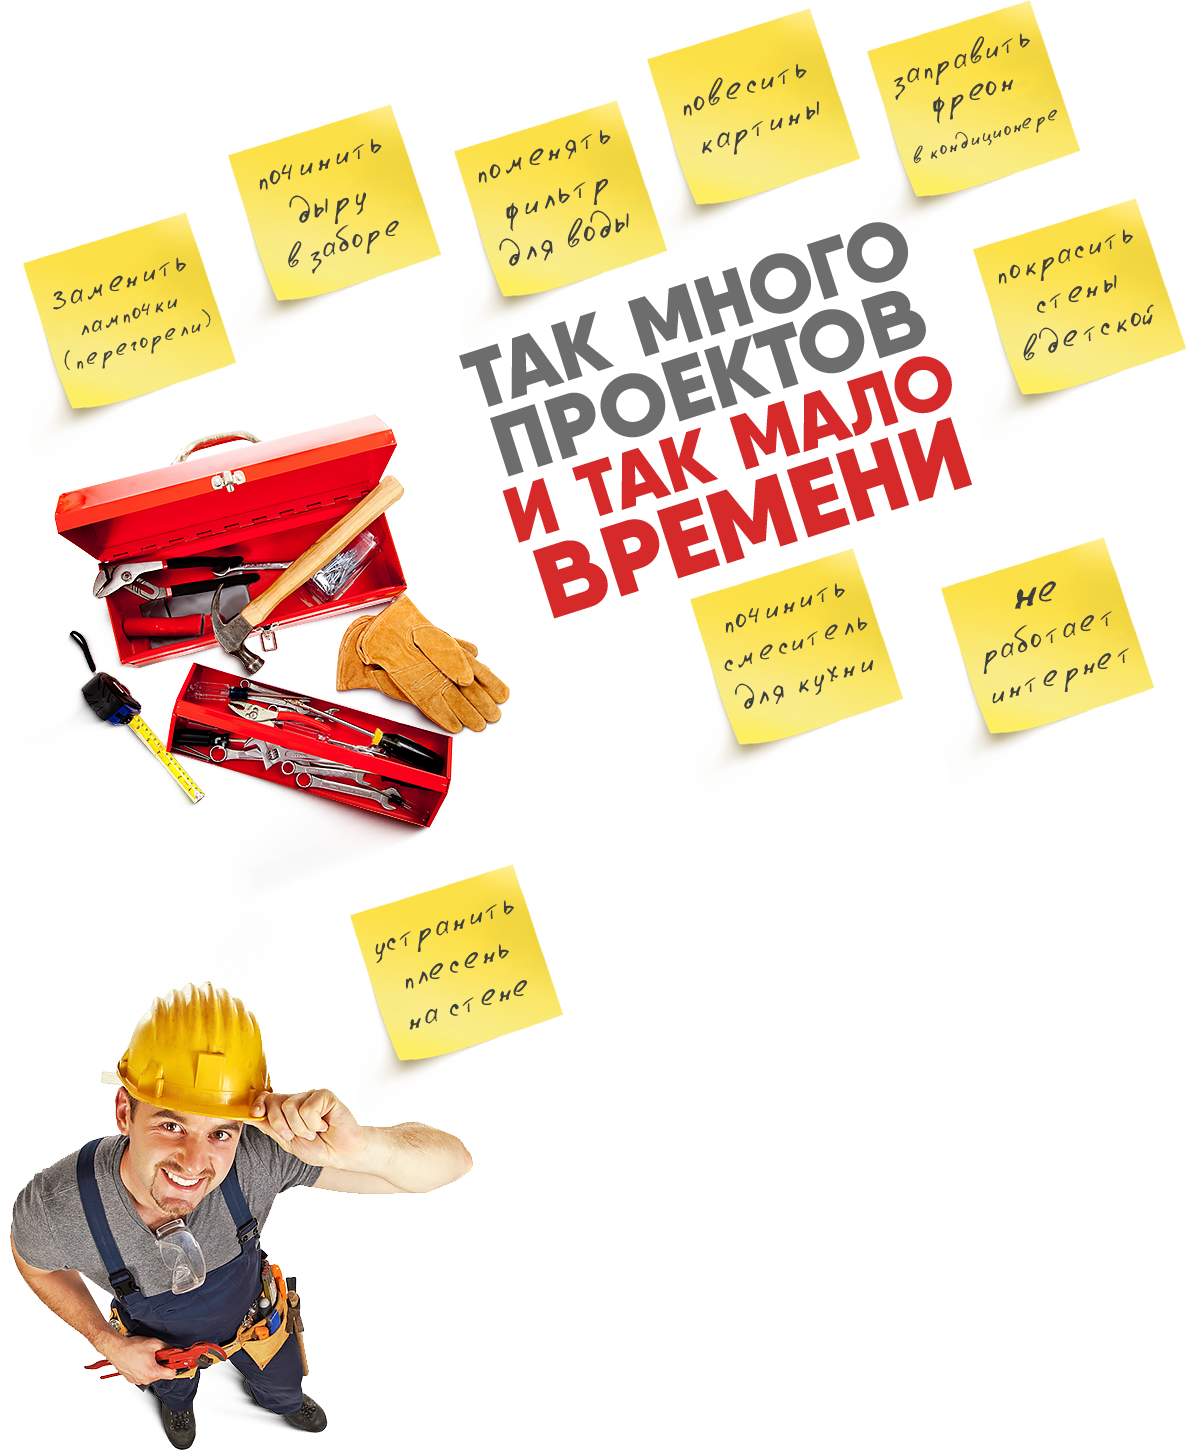 повесить
картины
заправить
фреон
в кондиционере
починить
дыру
в заборе
поменять
фильтр
для воды
заменить
лампочки
(перегорели)
покрасить
стены
в детской
ТАК МНОГО
ПРОЕКТОВ
И ТАК МАЛО
ВРЕМЕНИ
починить
смеситель
для кухни
не
работает
интернет
устранить
плесень
на стене